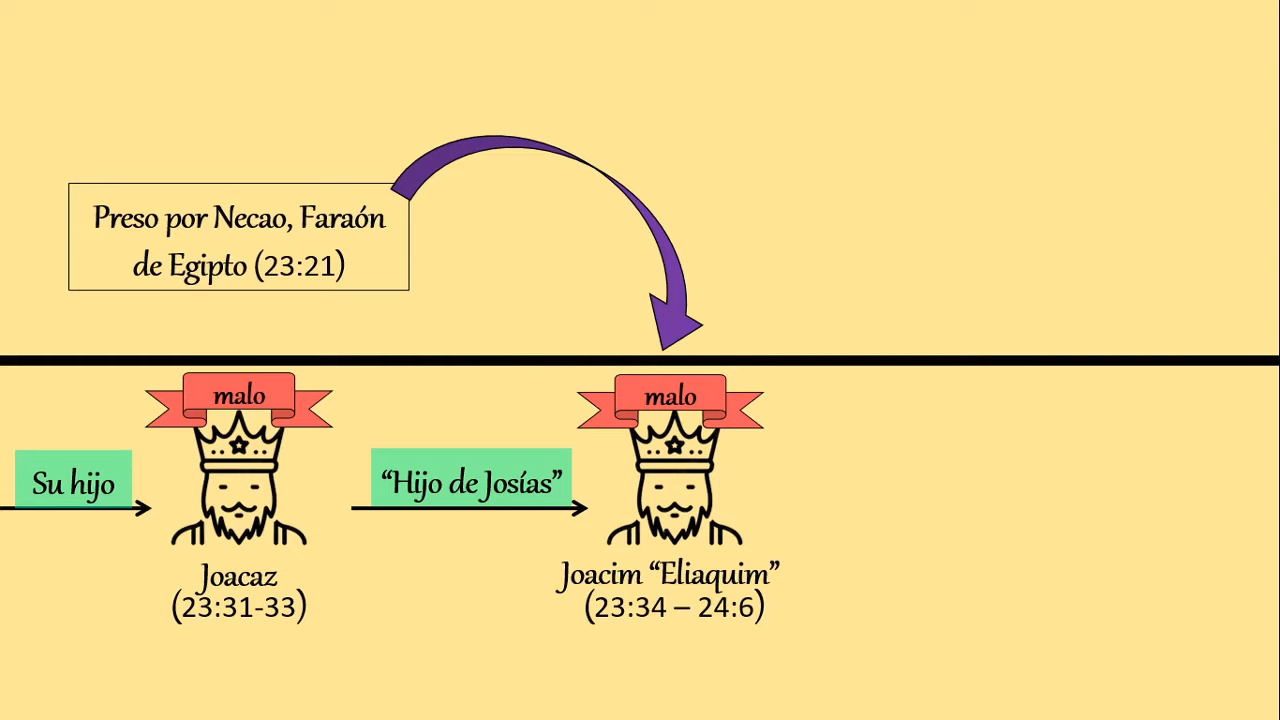 Preso por Necao, Faraón
de Egipto (23:21)
malo
malo
Su hijo
“Hijo de Josías”
Joacaz
(23:31-33)
Joacim “Eliaquim”
(23:34 – 24:6)